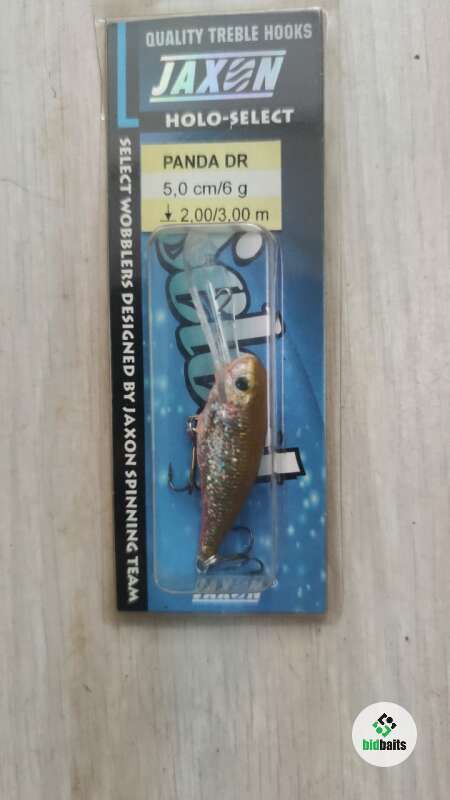 QUALITY TREBLE HOOKS
JAXON
HOLO-SELECT
PANDA DR
5,0 cm/6 g
2,00/3,00 m
SELECT WOBBLERS DESIGNED BY JAXON SPINNING TEAM
JAXON
bidbaits